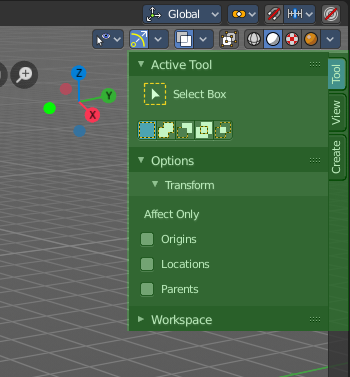 Global
Active Tool
Select Box
Options
Transform
Affect Only
Origins
Locations
Parents
Workspace
Tool
View
Create
Z
Y
X